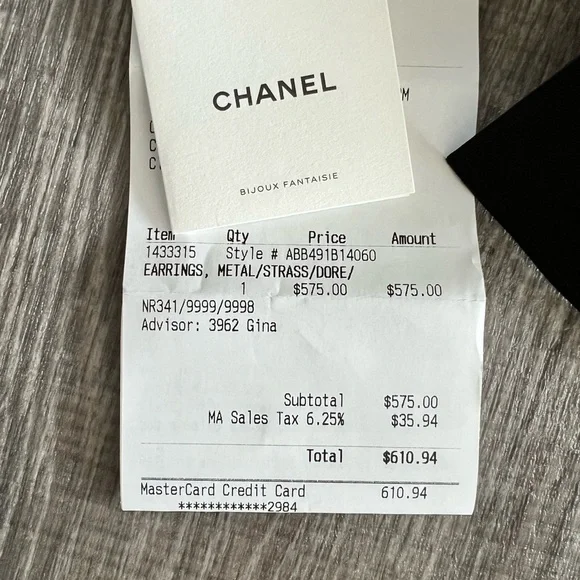 CHANEL
BIJOUX FANTAISIE
Item Qty Price Amount
1433315 Style # ABB491B14060
EARRINGS, METAL/STRASS/DORE/
1 $575.00 $575.00
NR341/9999/9998
Advisor: 3962 Gina
Subtotal $575.00
MA Sales Tax 6.25% $35.94
Total $610.94
MasterCard Credit Card 610.94
************2984